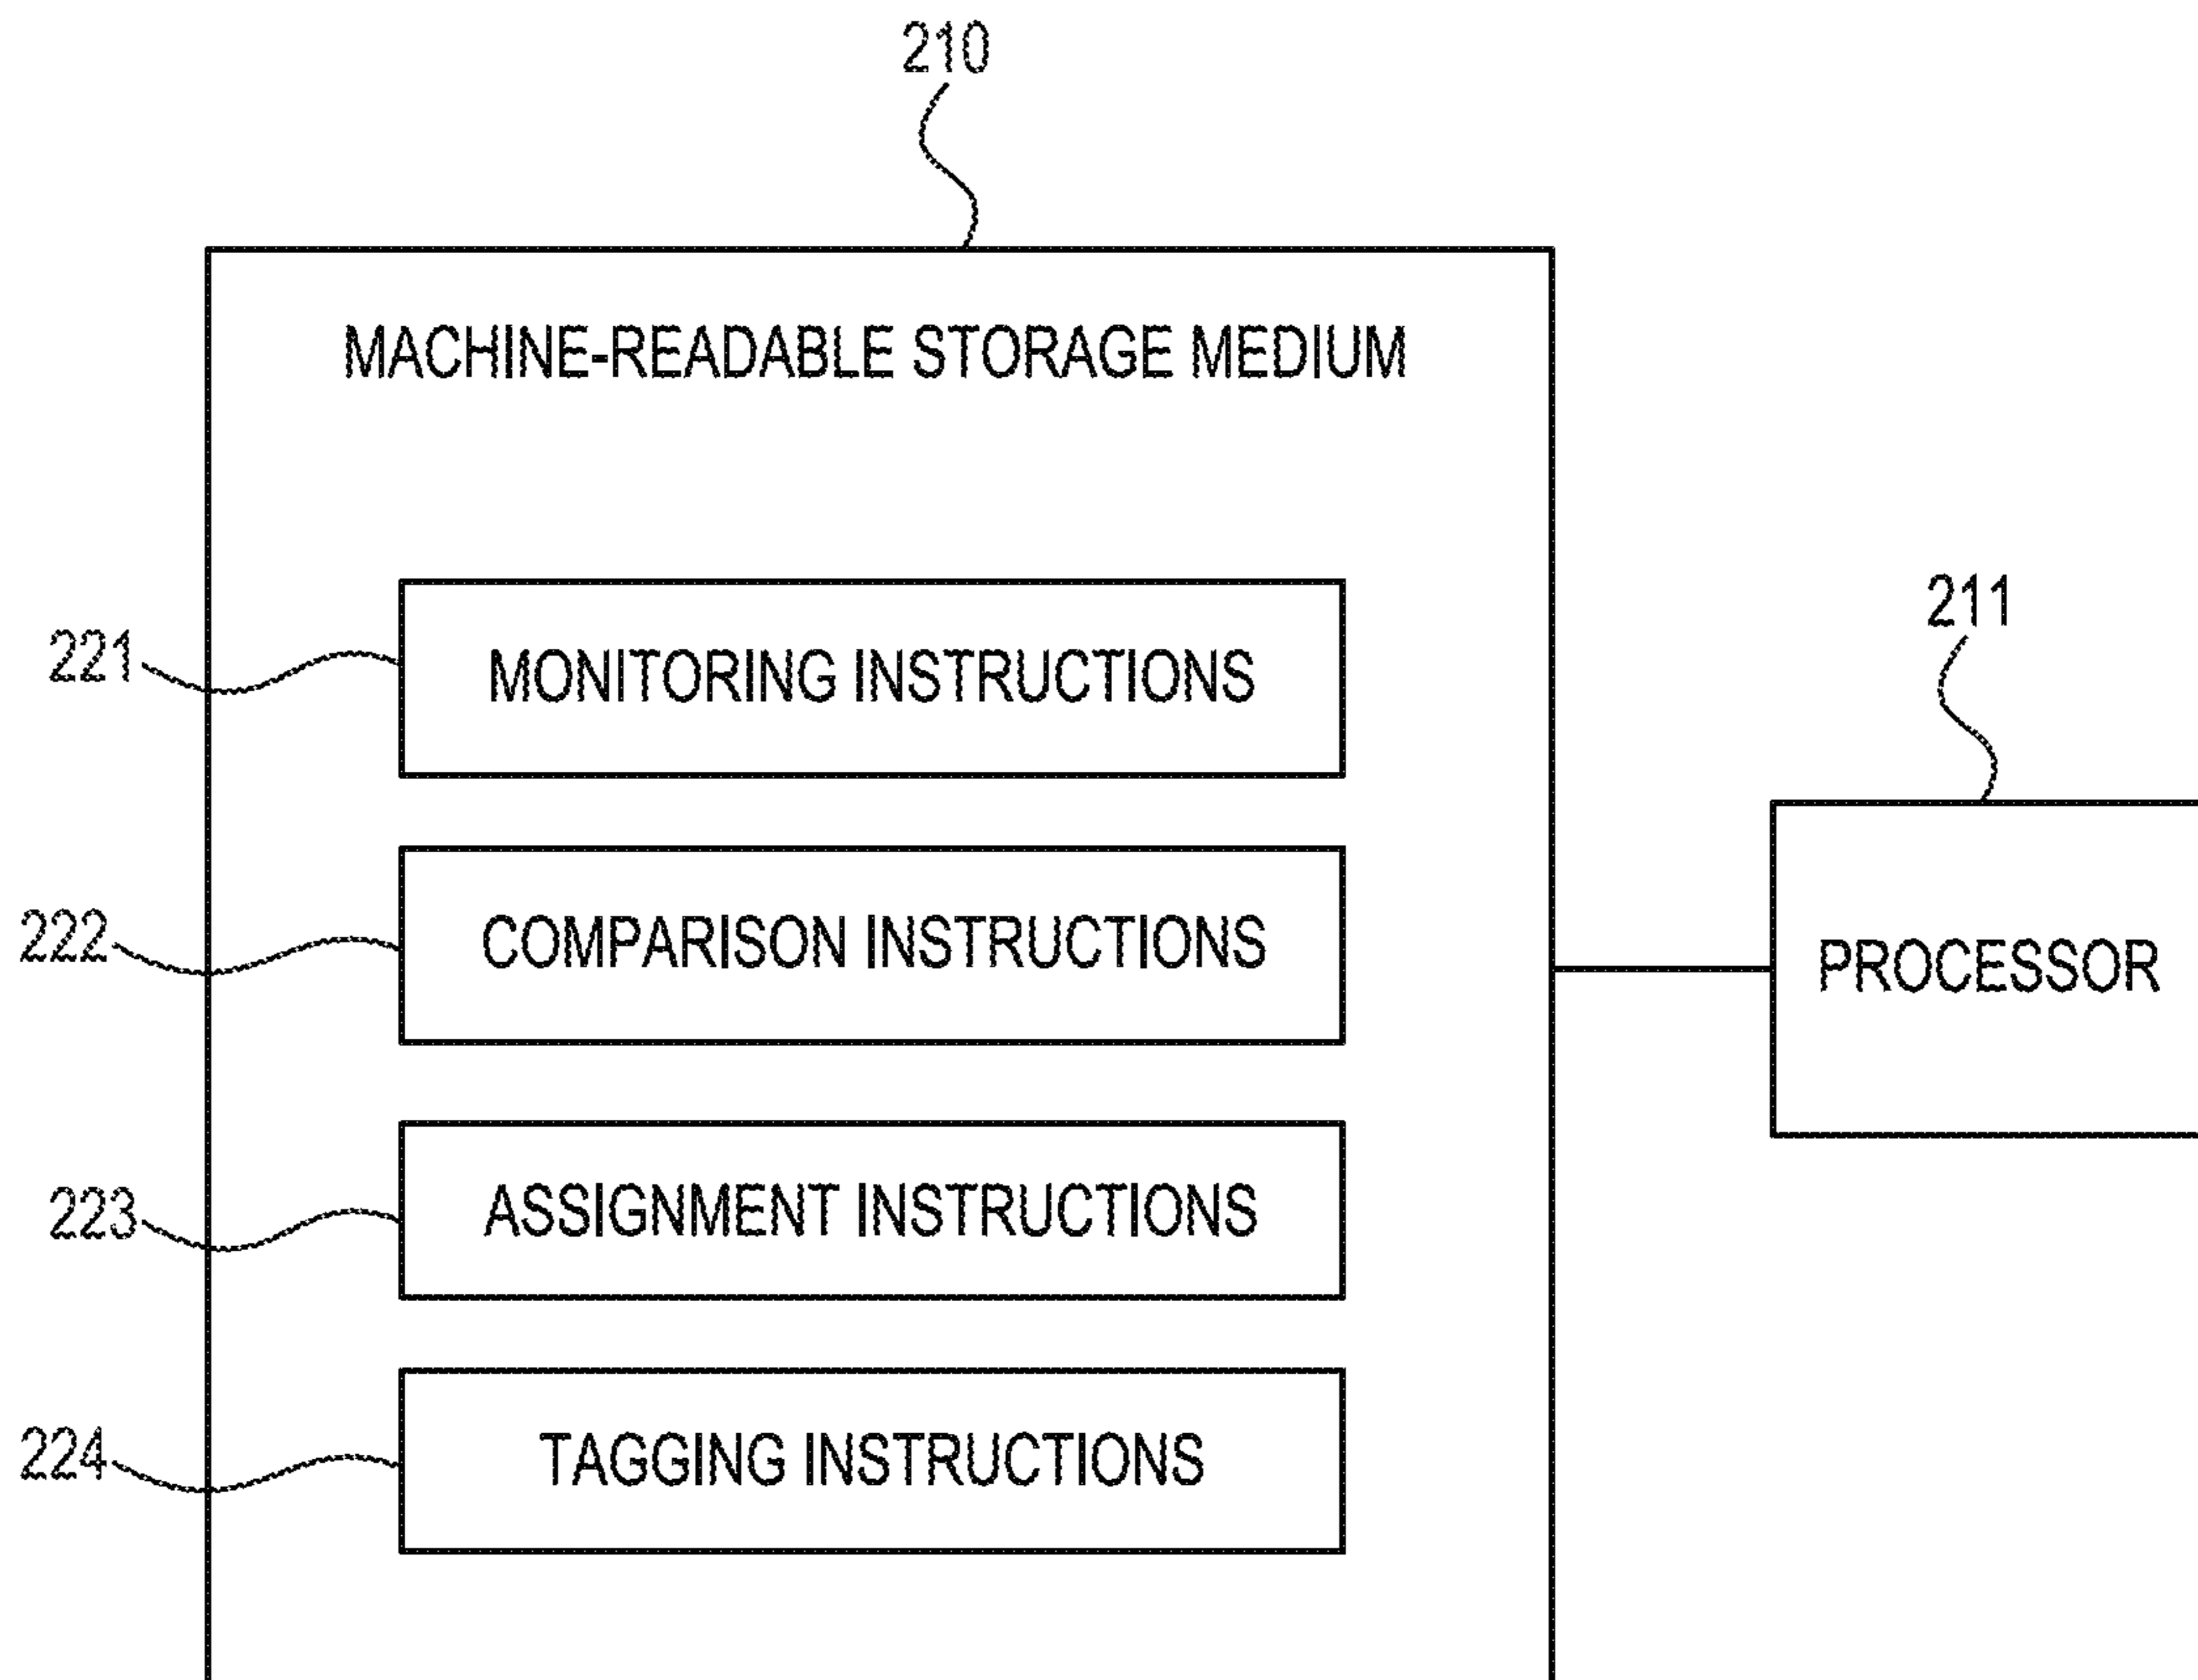 210
MACHINE-READABLE STORAGE MEDIUM
221
MONITORING INSTRUCTIONS
211
222
COMPARISON INSTRUCTIONS
PROCESSOR
223
ASSIGNMENT INSTRUCTIONS
224
TAGGING INSTRUCTIONS